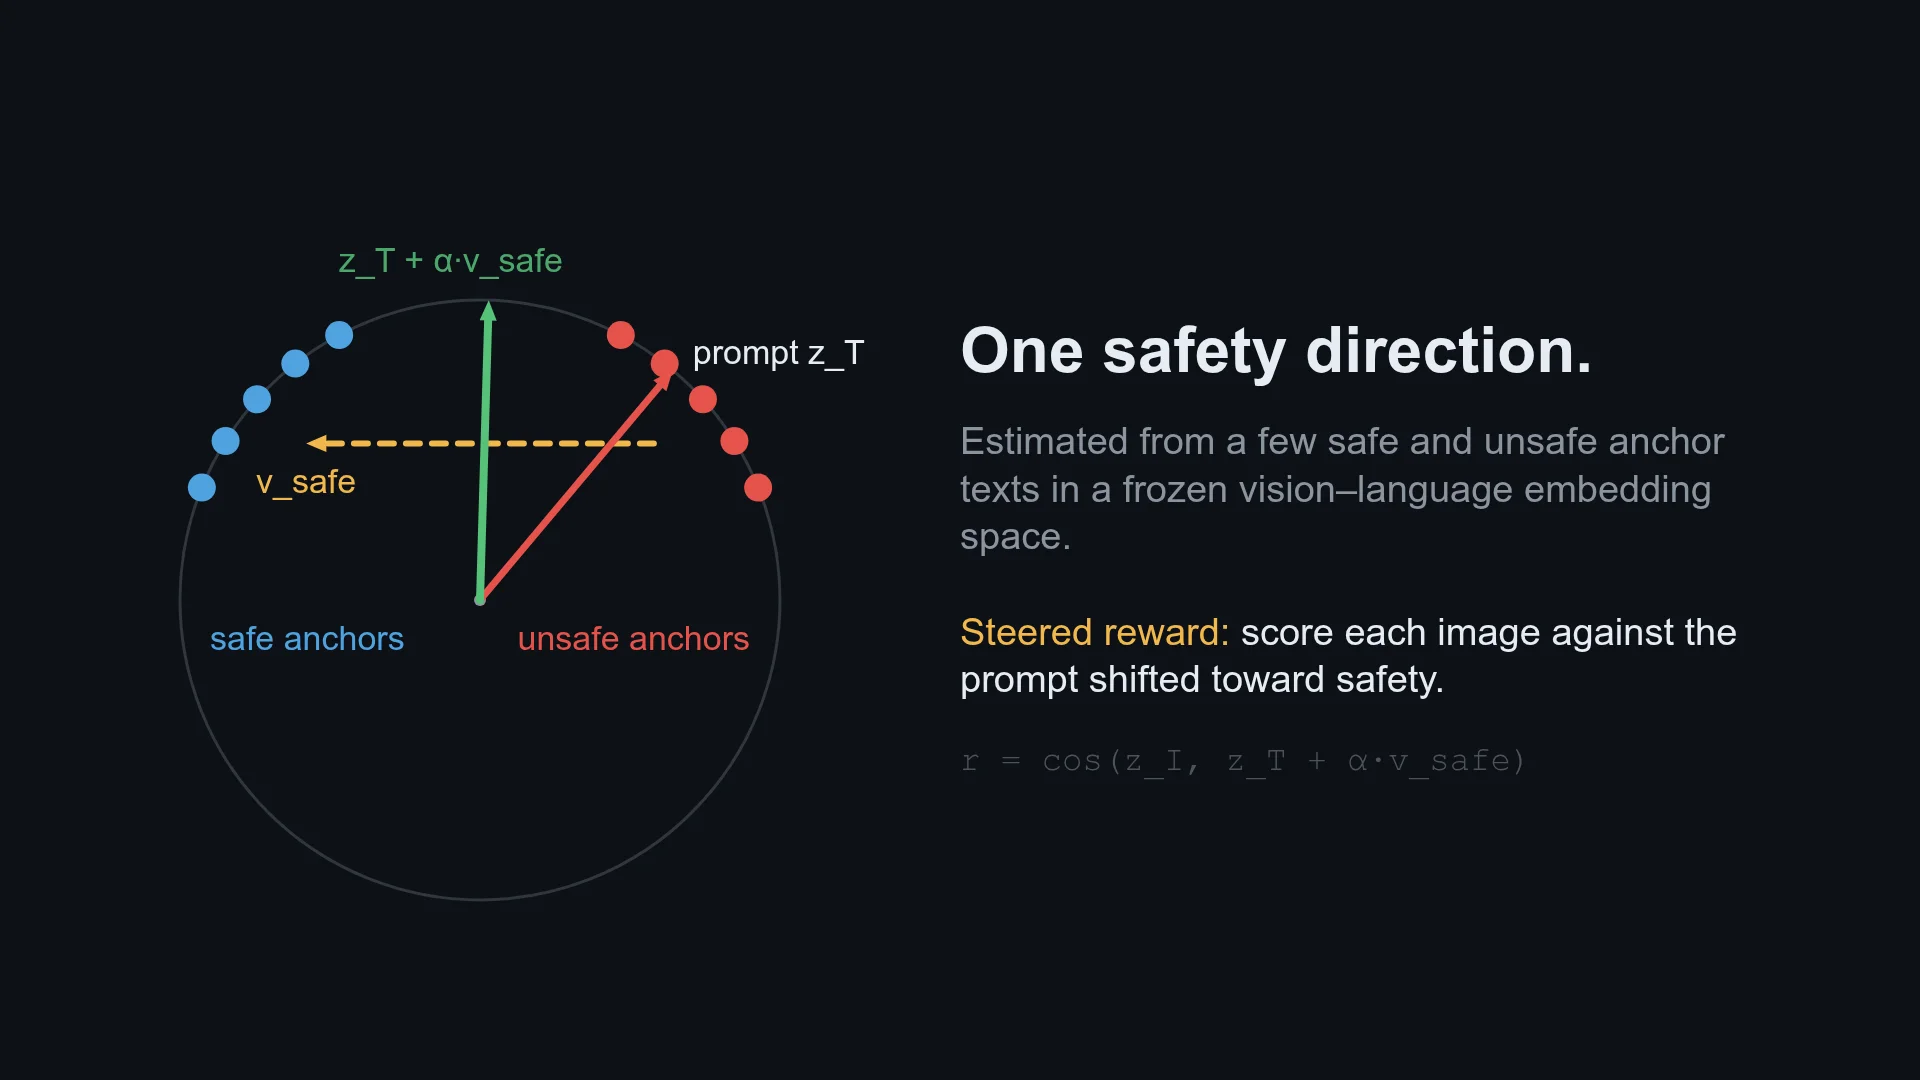 z_T + α·v_safe
prompt z_T
v_safe
safe anchors
unsafe anchors
One safety direction.
Estimated from a few safe and unsafe anchor
texts in a frozen vision–language embedding
space.
Steered reward: score each image against the
prompt shifted toward safety.
r = cos(z_I, z_T + α·v_safe)